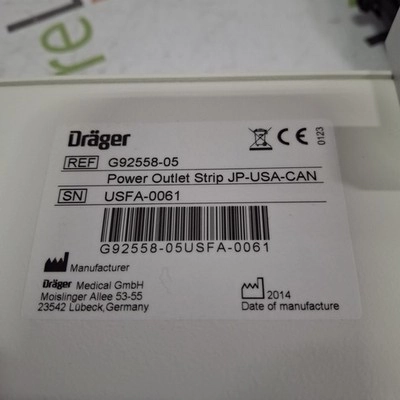 Dräger
CE 0123
REF G92558-05
Power Outlet Strip JP-USA-CAN
SN USFA-0061
G92558-05USFA-0061
Manufacturer
Dräger Medical GmbH
Moislinger Allee 53-55
23542 Lübeck,Germany
2014
Date of manufacture